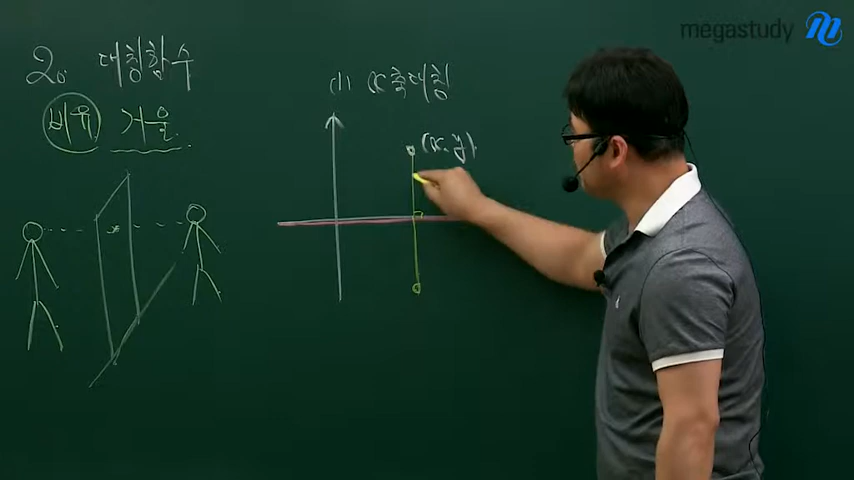 megastudy
2. 대칭함수
비유 거울
(1) x축대칭
(x, y)